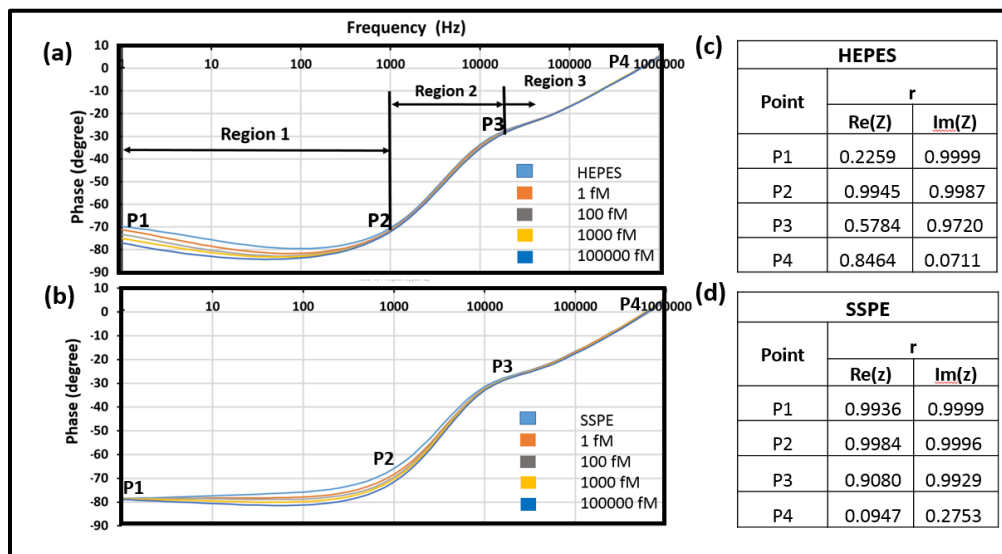 Frequency (Hz)
(a)
Phase (degree)
10
0
-10
-20
-30
-40
-50
-60
-70
-80
-90
1 10 100 1000 10000 100000 1000000
P4
Region 2
Region 3
P3
Region 1
P1
P2
HEPES
1 fM
100 fM
1000 fM
100000 fM
(b)
Phase (degree)
10
0
-10
-20
-30
-40
-50
-60
-70
-80
-90
10 100 1000 10000 100000 1000000
P4
P3
P2
P1
SSPE
1 fM
100 fM
1000 fM
100000 fM
(c)
HEPES
Point r
Re(Z) Im(Z)
P1 0.2259 0.9999
P2 0.9945 0.9987
P3 0.5784 0.9720
P4 0.8464 0.0711
(d)
SSPE
Point r
Re(z) Im(z)
P1 0.9936 0.9999
P2 0.9984 0.9996
P3 0.9080 0.9929
P4 0.0947 0.2753